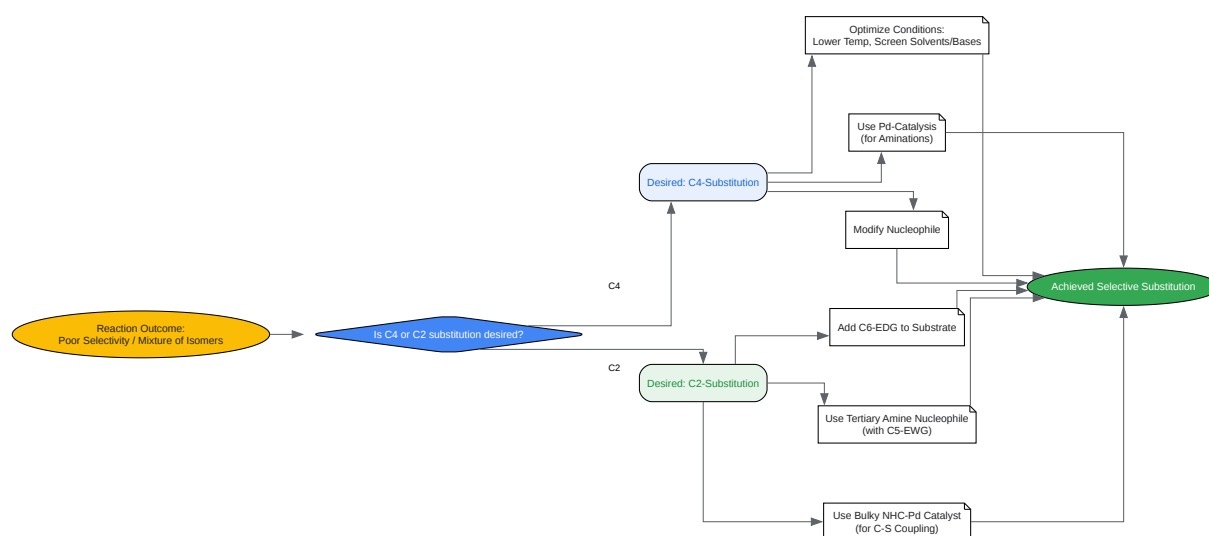 Optimize Conditions:
Lower Temp, Screen Solvents/Bases
Use Pd-Catalysis
(for Aminations)
Desired: C4-Substitution
Modify Nucleophile
C4
Achieved Selective Substitution
Reaction Outcome:
Poor Selectivity / Mixture of Isomers
Is C4 or C2 substitution desired?
Add C6-EDG to Substrate
C2
Desired: C2-Substitution
Use Tertiary Amine Nucleophile
(with C5-EWG)
Use Bulky NHC-Pd Catalyst
(for C-S Coupling)